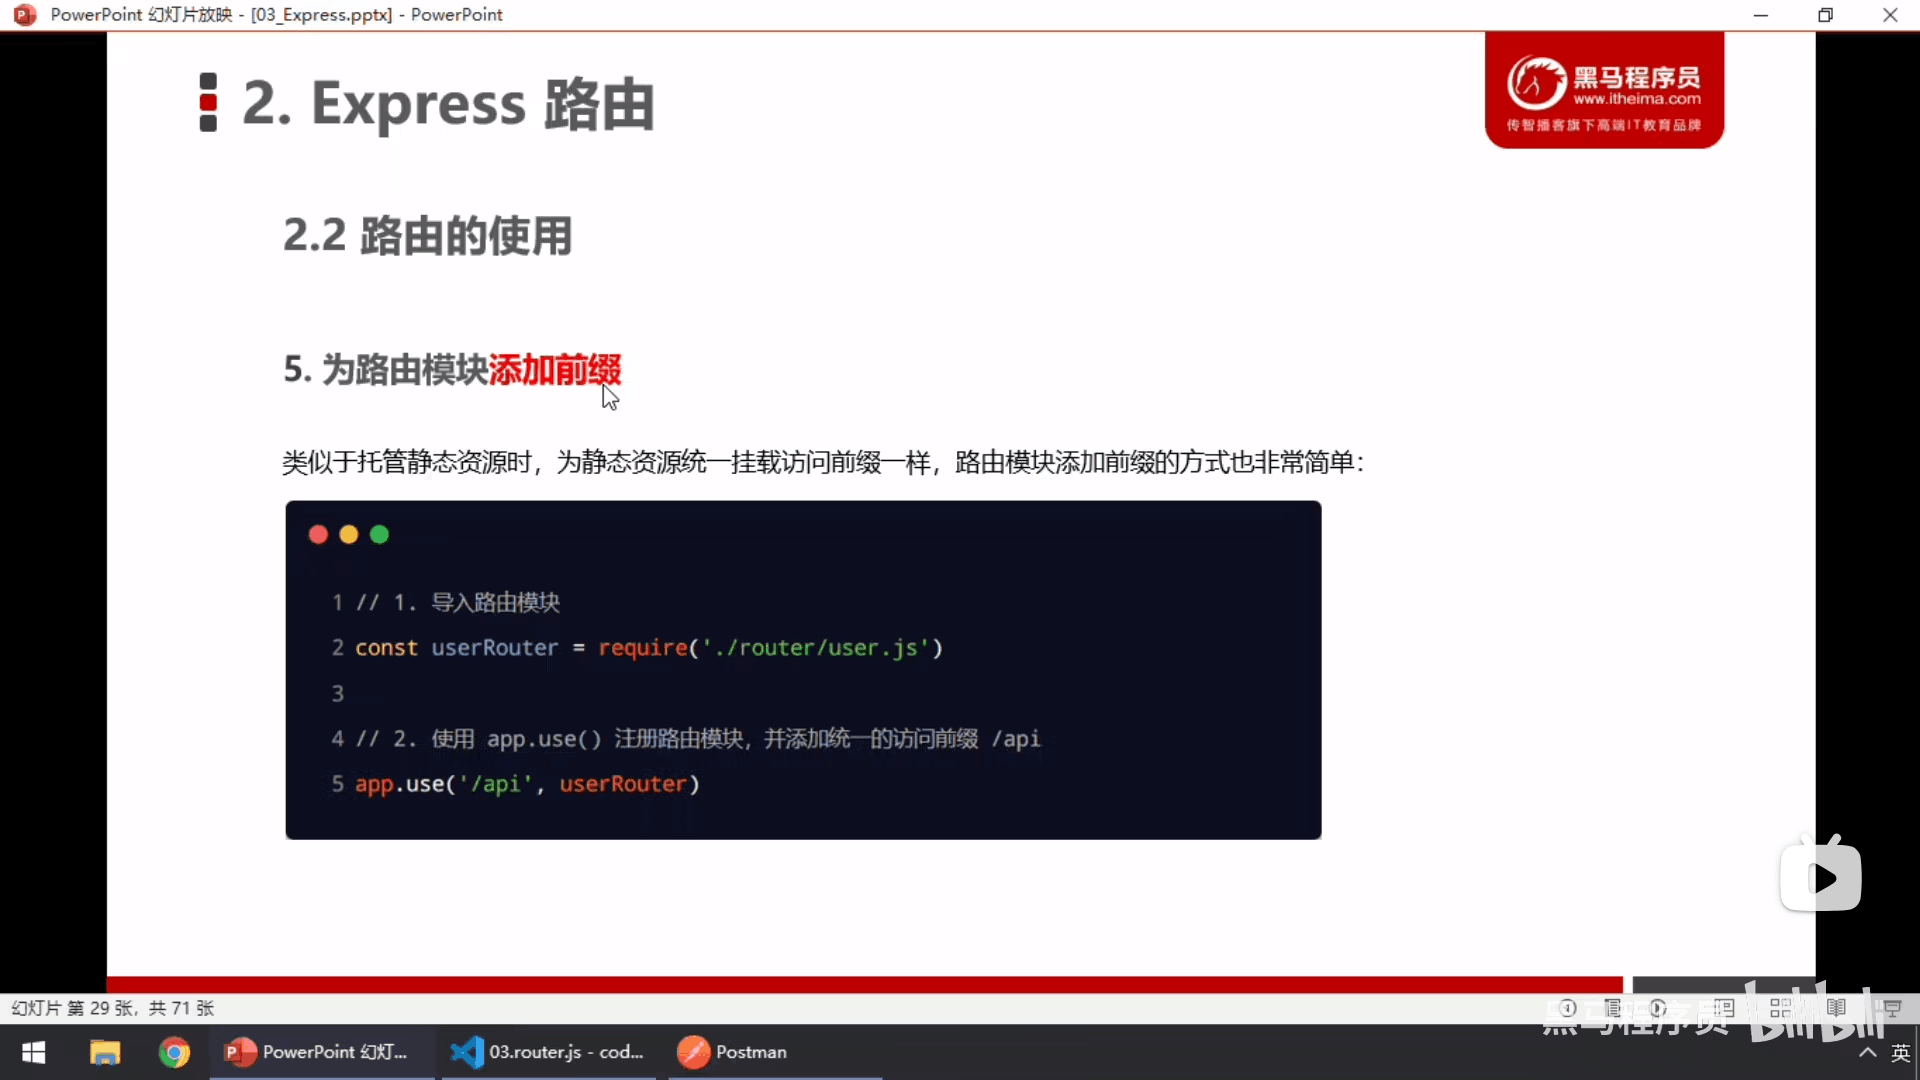 PowerPoint 幻灯片放映 - [03_Express.pptx] - PowerPoint
2. Express 路由
黑马程序员
www.itheima.com
传智播客旗下高端IT教育品牌
2.2 路由的使用
5. 为路由模块添加前缀
类似于托管静态资源时，为静态资源统一挂载访问前缀一样，路由模块添加前缀的方式也非常简单：
1 // 1. 导入路由模块
2 const userRouter = require('./router/user.js')
3
4 // 2. 使用 app.use() 注册路由模块，并添加统一的访问前缀 /api
5 app.use('/api', userRouter)
幻灯片 第 29 张，共 71 张
黑马程序员 bilibili
PowerPoint 幻灯...
03.router.js - cod...
Postman
英